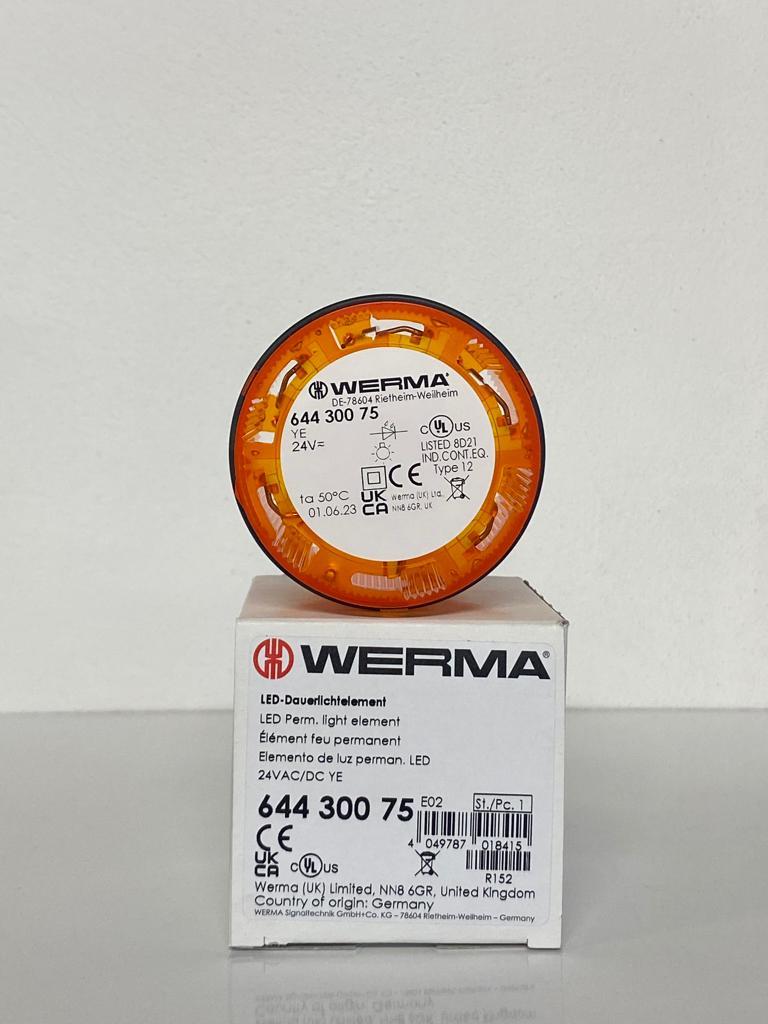 WERMA®
DE-78604 Rietheim-Weilheim
644 300 75
YE
24V=
c UL US
LISTED 8D21
IND.CONT.EQ.
Type 12
CE
ta 50°C
01.06.23
UK
CA
Werma (UK) Ltd.,
NN8 6GR, UK
WERMA®
LED-Dauerlichtelement
LED Perm. light element
Élément feu permanent
Elemento de luz perman. LED
24VAC/DC YE
644 300 75
E02
St./Pc. 1
CE
4 049787 018415
UK
CA
c UL US
R152
Werma (UK) Limited, NN8 6GR, United Kingdom
Country of origin: Germany
WERMA Signaltechnik GmbH+Co. KG – 78604 Rietheim-Weilheim – Germany